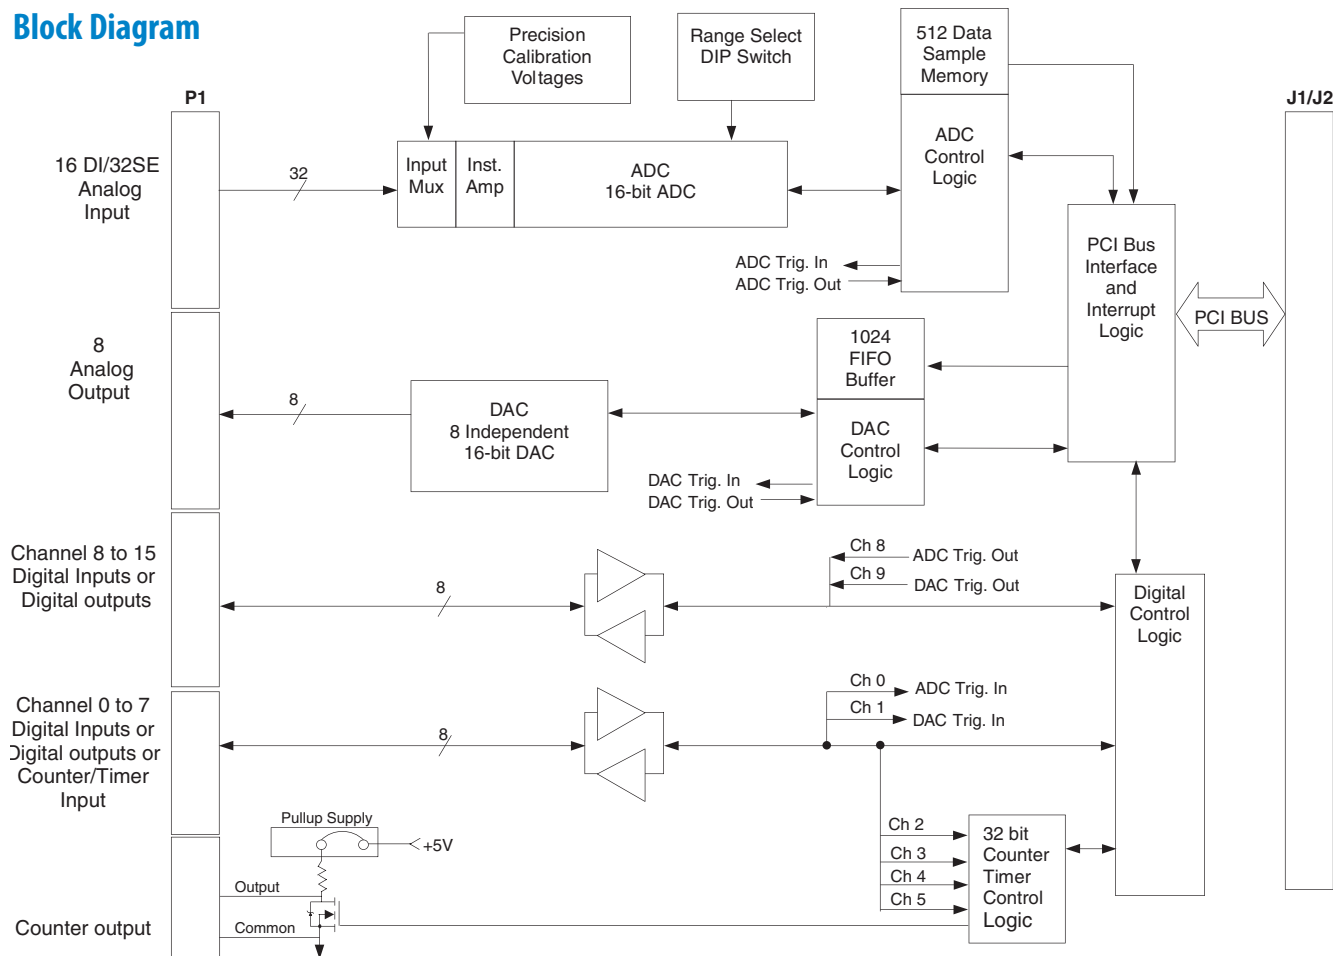 Block Diagram
P1
J1/J2
Precision
Calibration
Voltages
Range Select
DIP Switch
512 Data
Sample
Memory
16 DI/32SE
Analog
Input
32
Input
Mux
Inst.
Amp
ADC
16-bit ADC
ADC
Control
Logic
ADC Trig. In
ADC Trig. Out
PCI Bus
Interface
and
Interrupt
Logic
PCI BUS
8
Analog
Output
8
DAC
8 Independent
16-bit DAC
1024
FIFO
Buffer
DAC
Control
Logic
DAC Trig. In
DAC Trig. Out
Channel 8 to 15
Digital Inputs or
Digital outputs
8
Ch 8
ADC Trig. Out
Ch 9
DAC Trig. Out
Digital
Control
Logic
Channel 0 to 7
Digital Inputs or
Digital outputs or
Counter/Timer
Input
8
Ch 0
ADC Trig. In
Ch 1
DAC Trig. In
Pullup Supply
+5V
Ch 2
Ch 3
Ch 4
Ch 5
32 bit
Counter
Timer
Control
Logic
Output
Counter output
Common